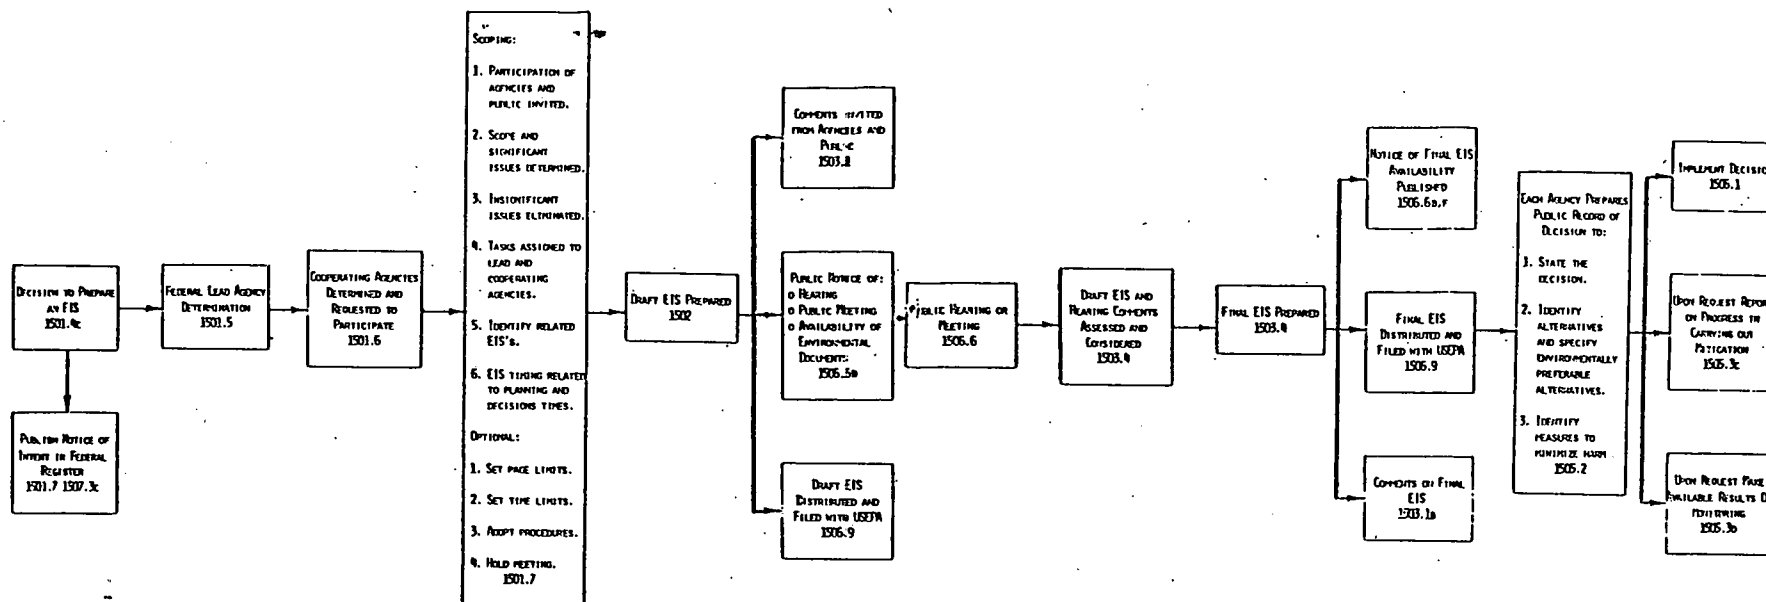 DECISION TO PREPARE
AN EIS
1501.4c
PUBLISH NOTICE OF
INTENT IN FEDERAL
REGISTER
1501.7 1507.3c
FEDERAL LEAD AGENCY
DETERMINATION
1501.5
COOPERATING AGENCIES
DETERMINED AND
REQUESTED TO
PARTICIPATE
1501.6
SCOPING:
1. PARTICIPATION OF
AGENCIES AND
PUBLIC INVITED.
2. SCOPE AND
SIGNIFICANT
ISSUES DETERMINED.
3. INSIGNIFICANT
ISSUES ELIMINATED.
4. TASKS ASSIGNED TO
LEAD AND
COOPERATING
AGENCIES.
5. IDENTIFY RELATED
EIS's.
6. EIS TIMING RELATED
TO PLANNING AND
DECISIONS TIMES.
OPTIONAL:
1. SET PAGE LIMITS.
2. SET TIME LIMITS.
3. ADOPT PROCEDURES.
4. HOLD MEETING.
1501.7
DRAFT EIS PREPARED
1502
COMMENTS INVITED
FROM AGENCIES AND
PUBLIC
PUBLIC NOTICE OF:
o HEARING
o PUBLIC MEETING
o AVAILABILITY OF
ENVIRONMENTAL
DOCUMENTS
DRAFT EIS
DISTRIBUTED AND
FILED WITH USEPA
1506.9
PUBLIC HEARING OR
MEETING
1506.6
DRAFT EIS AND
HEARING COMMENTS
ASSESSED AND
CONSIDERED
1503.4
FINAL EIS PREPARED
1503.4
NOTICE OF FINAL EIS
AVAILABILITY
PUBLISHED
1506.6B,F
FINAL EIS
DISTRIBUTED AND
FILED WITH USEPA
1506.9
COMMENTS ON FINAL
EIS
1503.1B
EACH AGENCY PREPARES
PUBLIC RECORD OF
DECISION TO:
1. STATE THE
DECISION.
2. IDENTIFY
ALTERNATIVES
AND SPECIFY
ENVIRONMENTALLY
PREFERABLE
ALTERNATIVES.
3. IDENTIFY
MEASURES TO
MINIMIZE HARM
1505.2
IMPLEMENT DECISION
1506.1
UPON REQUEST REPOR
ON PROGRESS IN
CARRYING OUT
MITIGATION
1505.3c
UPON REQUEST MAKE
AVAILABLE RESULTS O
MONITORING
1505.3D